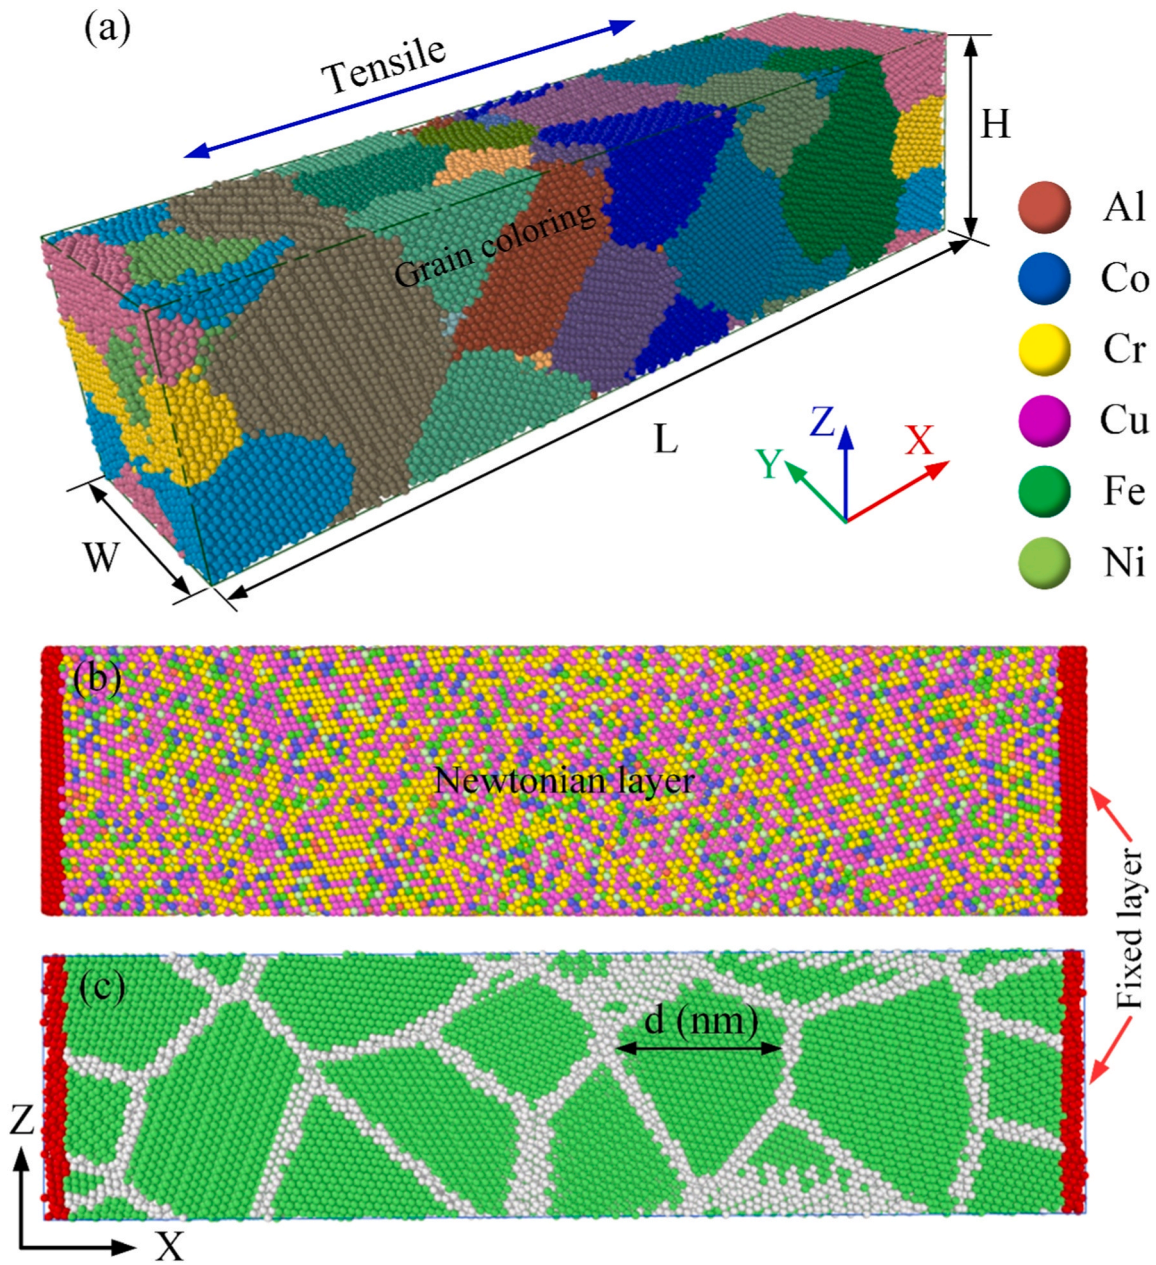 (a)
Tensile
H
Grain coloring
Al
Co
Cr
Cu
Fe
Ni
L
Z
X
Y
W
(b)
Newtonian layer
Fixed layer
(c)
d (nm)
Z
X